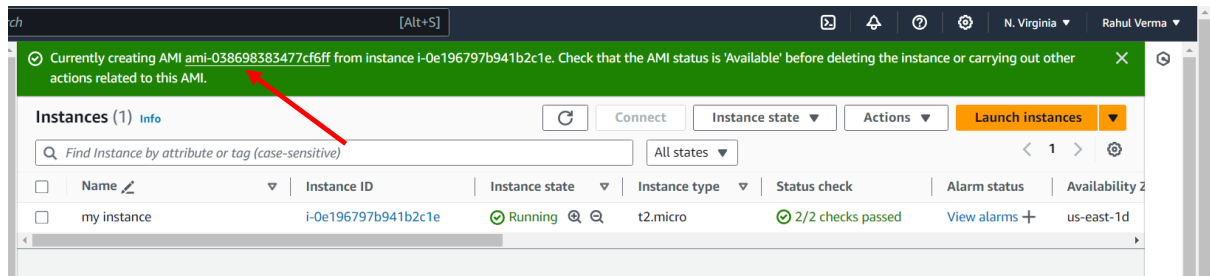 rch [Alt+S] N. Virginia ▼ Rahul Verma ▼
Currently creating AMI ami-038698383477cf6ff from instance i-0e196797b941b2c1e. Check that the AMI status is 'Available' before deleting the instance or carrying out other
actions related to this AMI.
Instances (1) Info Connect Instance state ▼ Actions ▼ Launch instances ▼
Find Instance by attribute or tag (case-sensitive) All states ▼ < 1 >
Name Instance ID Instance state Instance type Status check Alarm status Availability Z
my instance i-0e196797b941b2c1e Running t2.micro 2/2 checks passed View alarms + us-east-1d